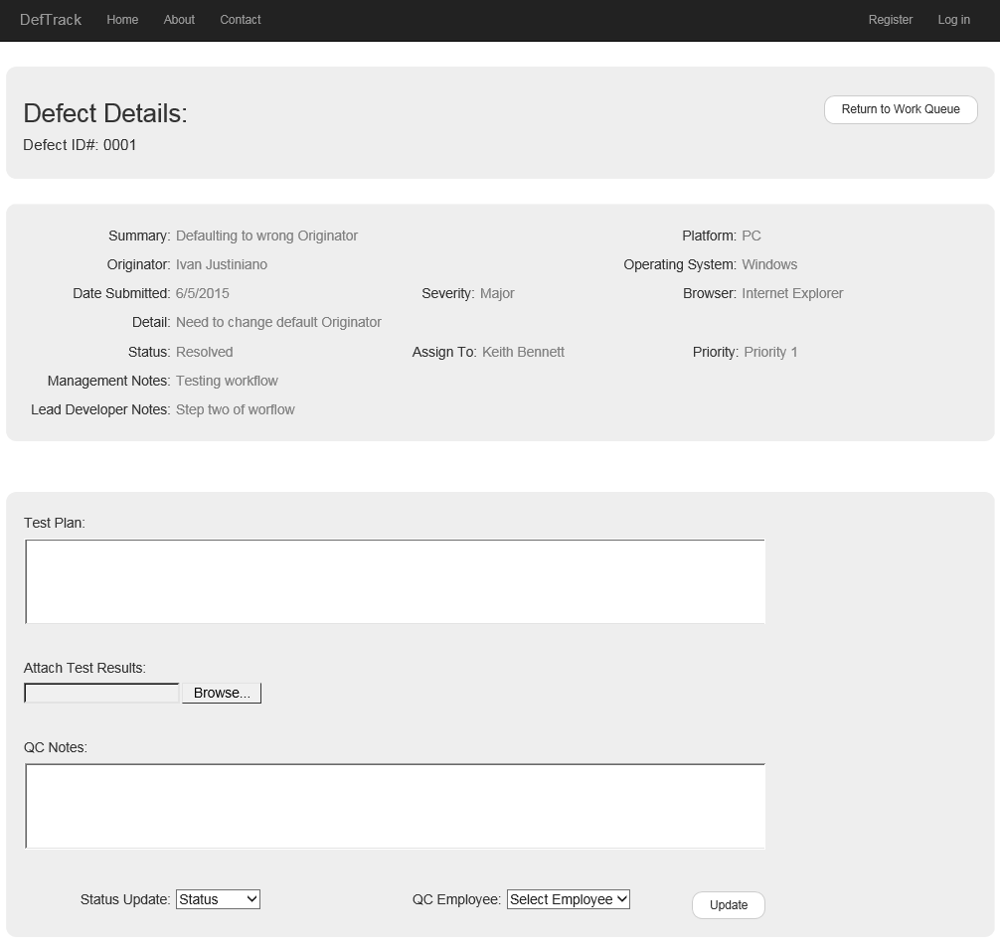 DefTrack Home About Contact Register Log in
Defect Details:
Return to Work Queue
Defect ID#: 0001
Summary: Defaulting to wrong Originator Platform: PC
Originator: Ivan Justiniano Operating System: Windows
Date Submitted: 6/5/2015 Severity: Major Browser: Internet Explorer
Detail: Need to change default Originator
Status: Resolved Assign To: Keith Bennett Priority: Priority 1
Management Notes: Testing workflow
Lead Developer Notes: Step two of worflow
Test Plan:
Attach Test Results:
Browse...
QC Notes:
Status Update: Status QC Employee: Select Employee Update